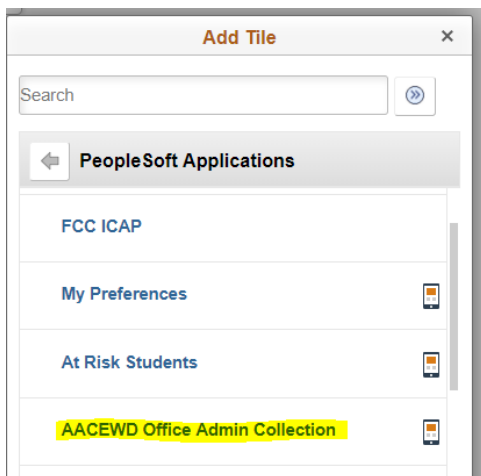 Add Tile
Search
PeopleSoft Applications
FCC ICAP
My Preferences
At Risk Students
AACEWD Office Admin Collection